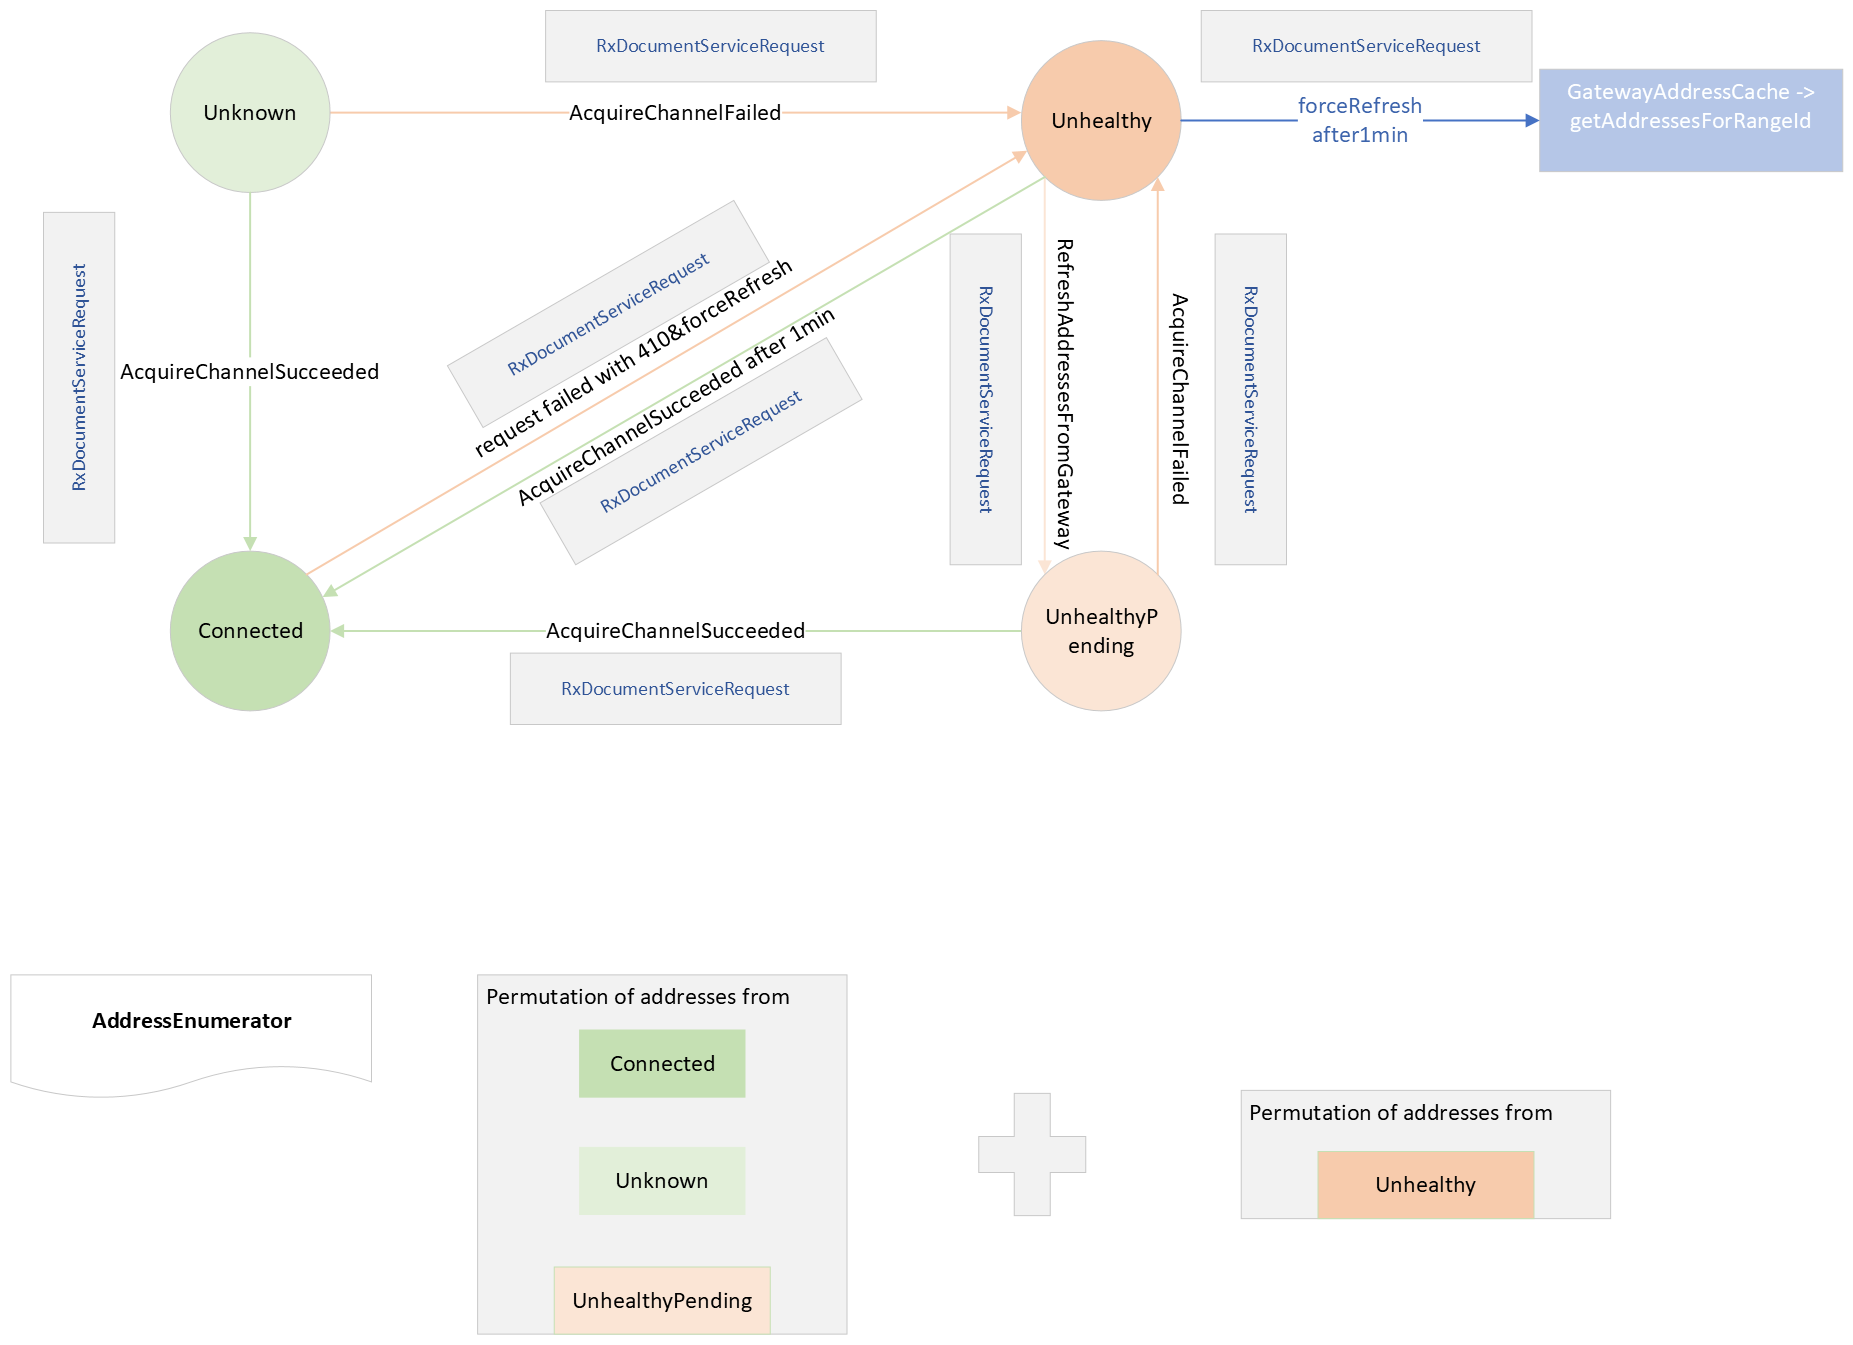 RxDocumentServiceRequest
RxDocumentServiceRequest
Unknown
AcquireChannelFailed
Unhealthy
forceRefresh
after1min
GatewayAddressCache ->
getAddressesForRangeId
RxDocumentServiceRequest
AcquireChannelSucceeded
RxDocumentServiceRequest
request failed with 410&forceRefresh
AcquireChannelSucceeded after 1min
RxDocumentServiceRequest
RxDocumentServiceRequest
RefreshAddressesFromGateway
AcquireChannelFailed
RxDocumentServiceRequest
Connected
AcquireChannelSucceeded
UnhealthyP
ending
RxDocumentServiceRequest
AddressEnumerator
Permutation of addresses from
Connected
Unknown
UnhealthyPending
Permutation of addresses from
Unhealthy